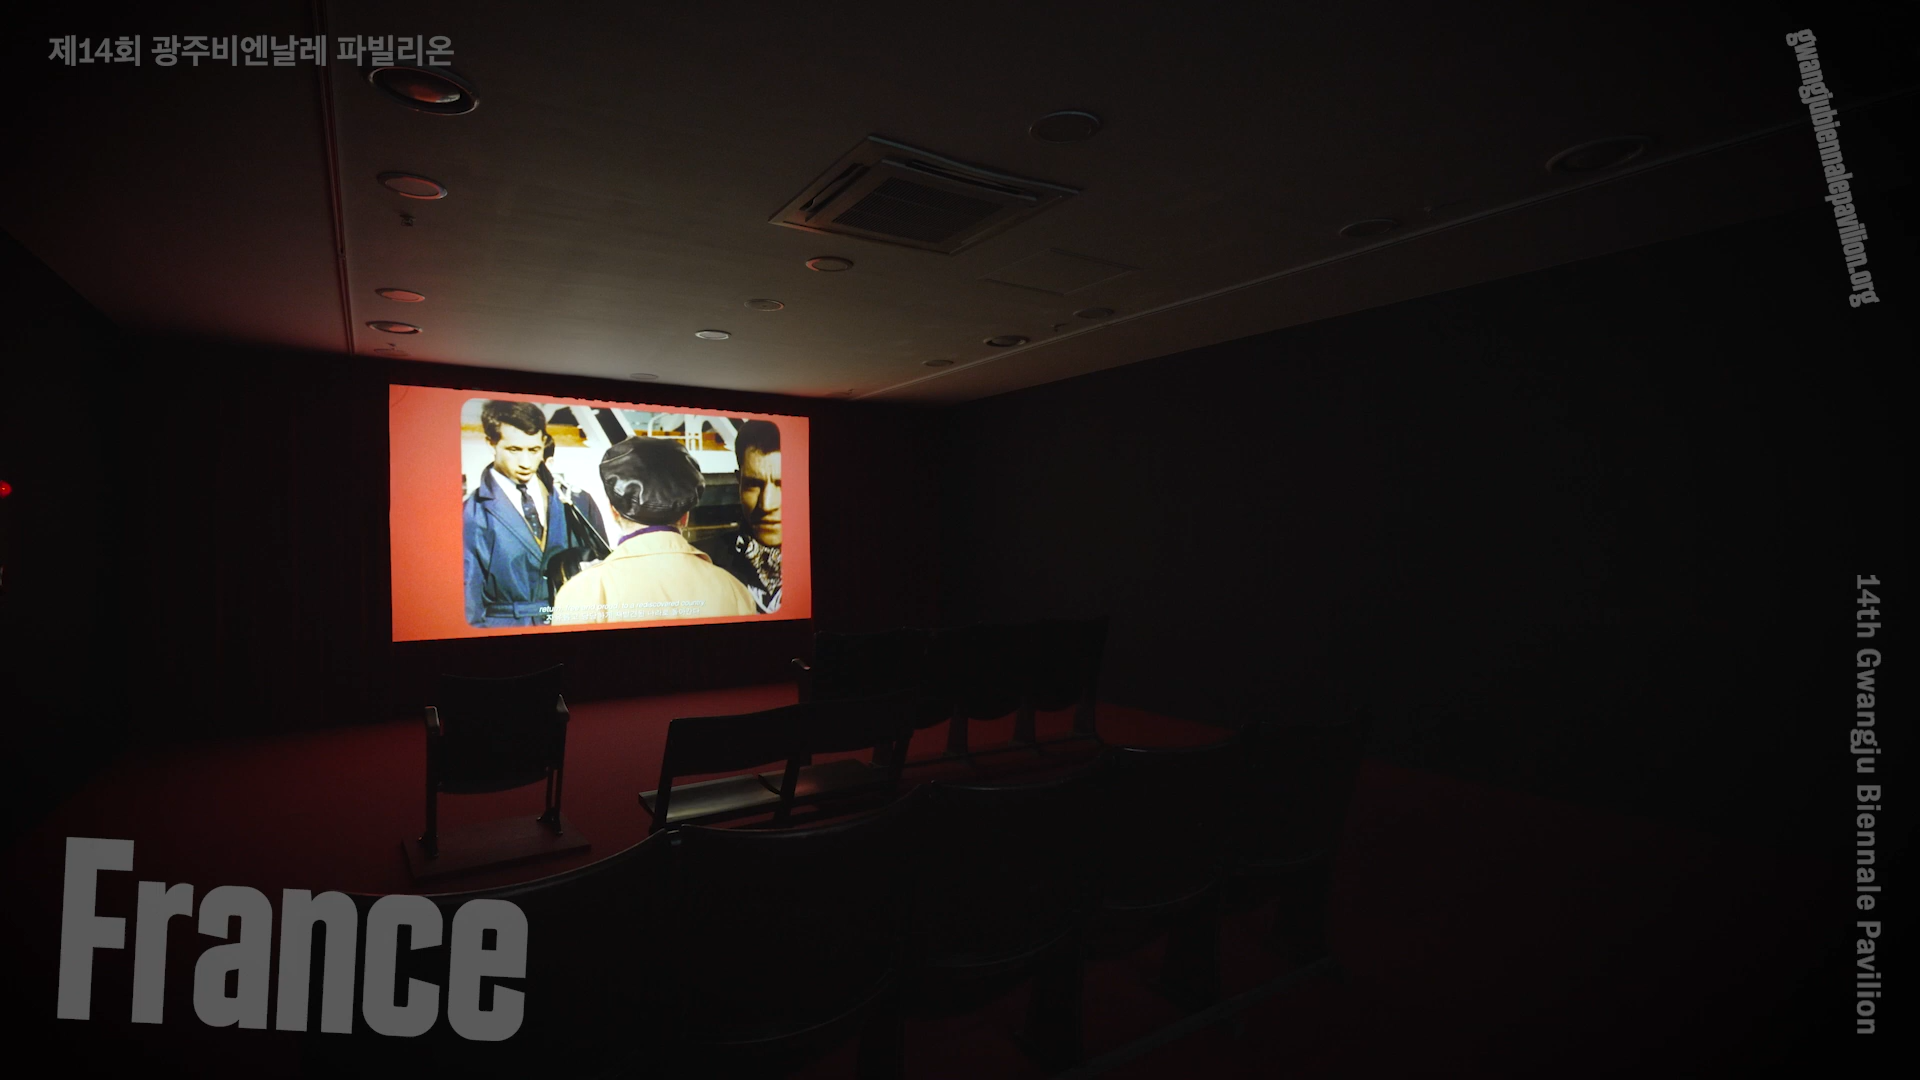 제14회 광주비엔날레 파빌리온
gwangjubiennalepavilion.org
14th Gwangju Biennale Pavilion
France